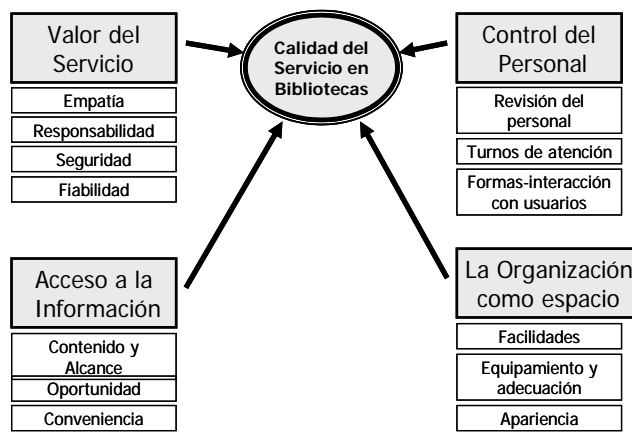 Valor del
Servicio
Empatía
Responsabilidad
Seguridad
Fiabilidad
Calidad del
Servicio en
Bibliotecas
Control del
Personal
Revisión del
personal
Turnos de atención
Formas-interacción
con usuarios
Acceso a la
Información
Contenido y
Alcance
Oportunidad
Conveniencia
La Organización
como espacio
Facilidades
Equipamiento y
adecuación
Apariencia